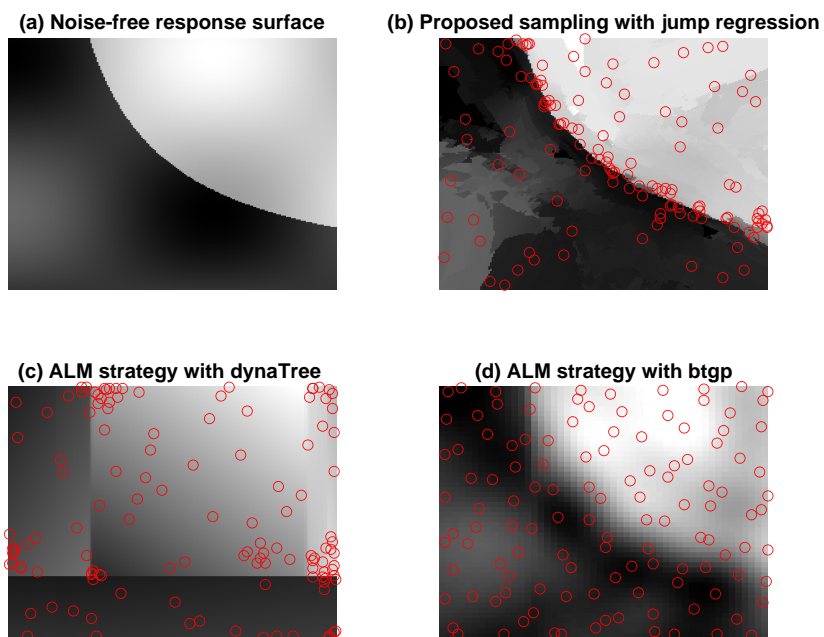 (a) Noise-free response surface
(b) Proposed sampling with jump regression
(c) ALM strategy with dynaTree
(d) ALM strategy with btgp